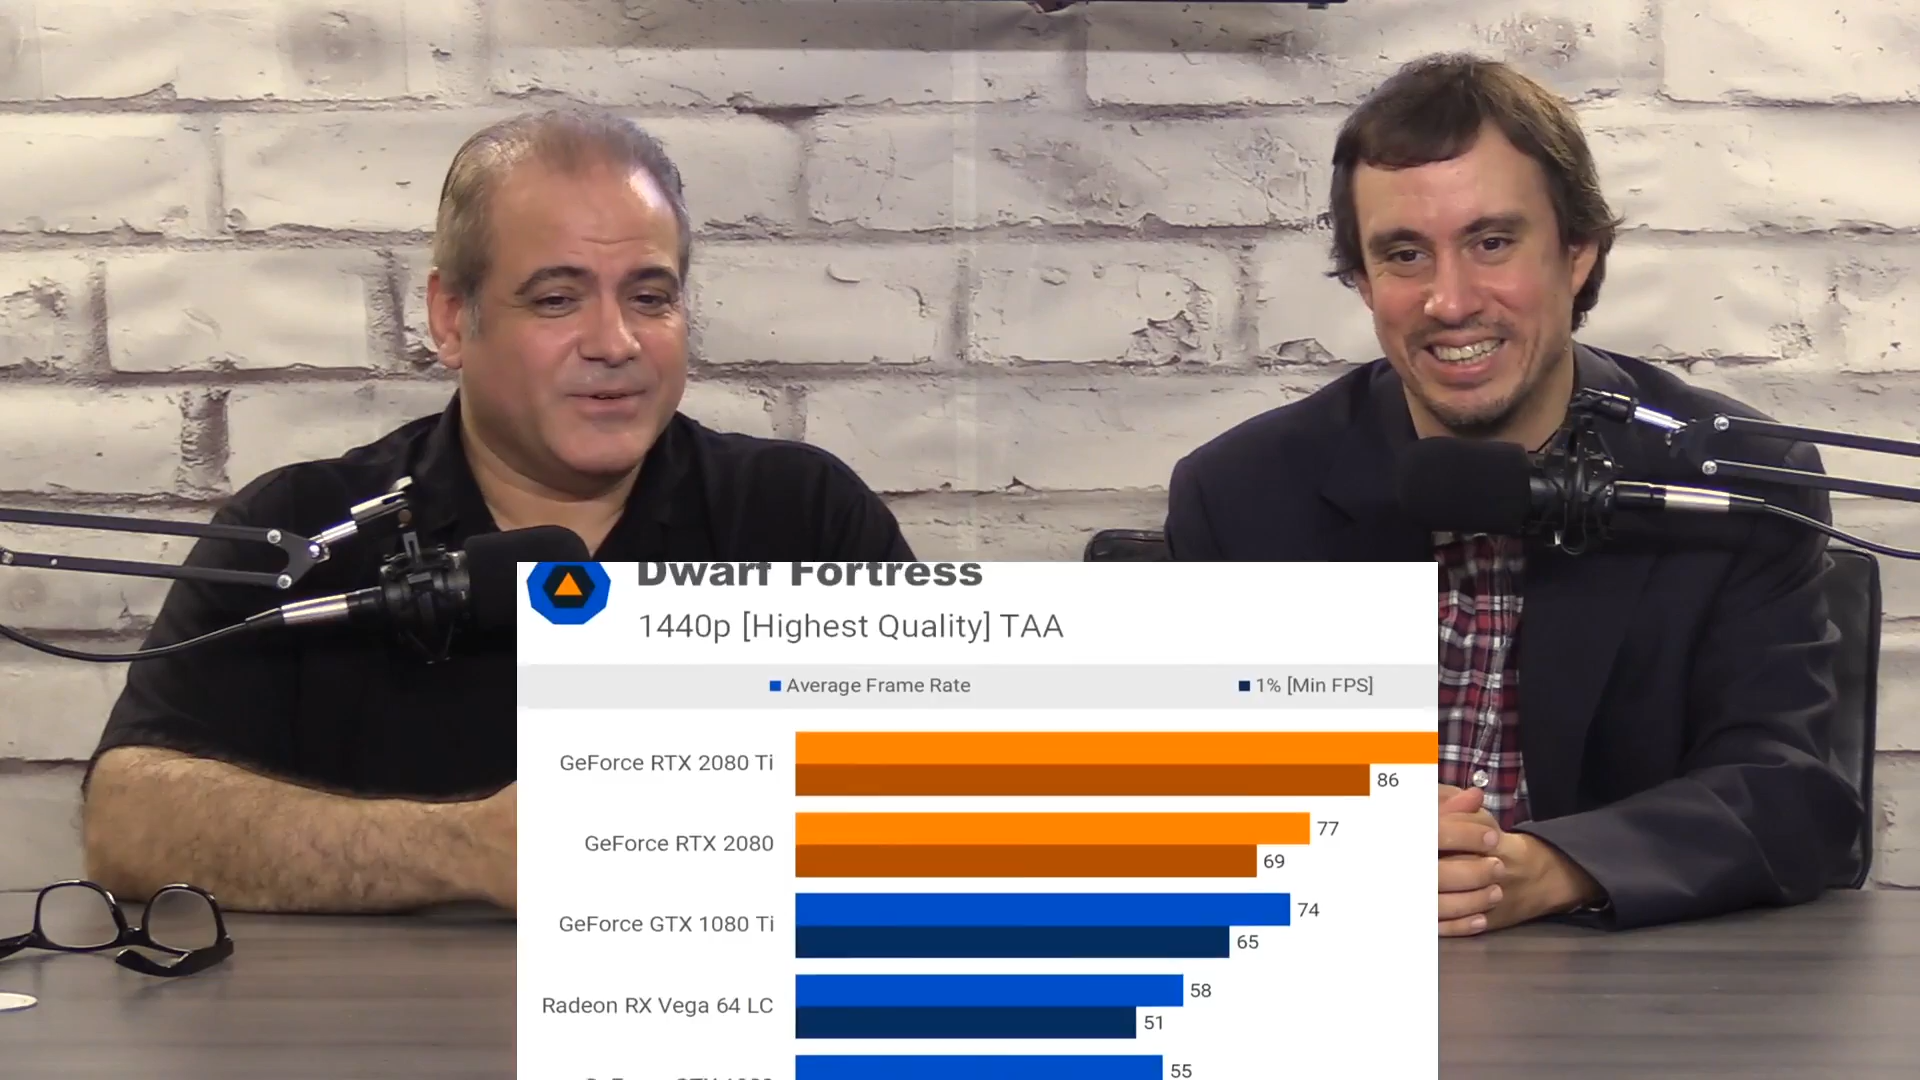 Dwarf Fortress
1440p [Highest Quality] TAA
Average Frame Rate
1% [Min FPS]
GeForce RTX 2080 Ti
86
GeForce RTX 2080
77
69
GeForce GTX 1080 Ti
74
65
Radeon RX Vega 64 LC
58
51
55